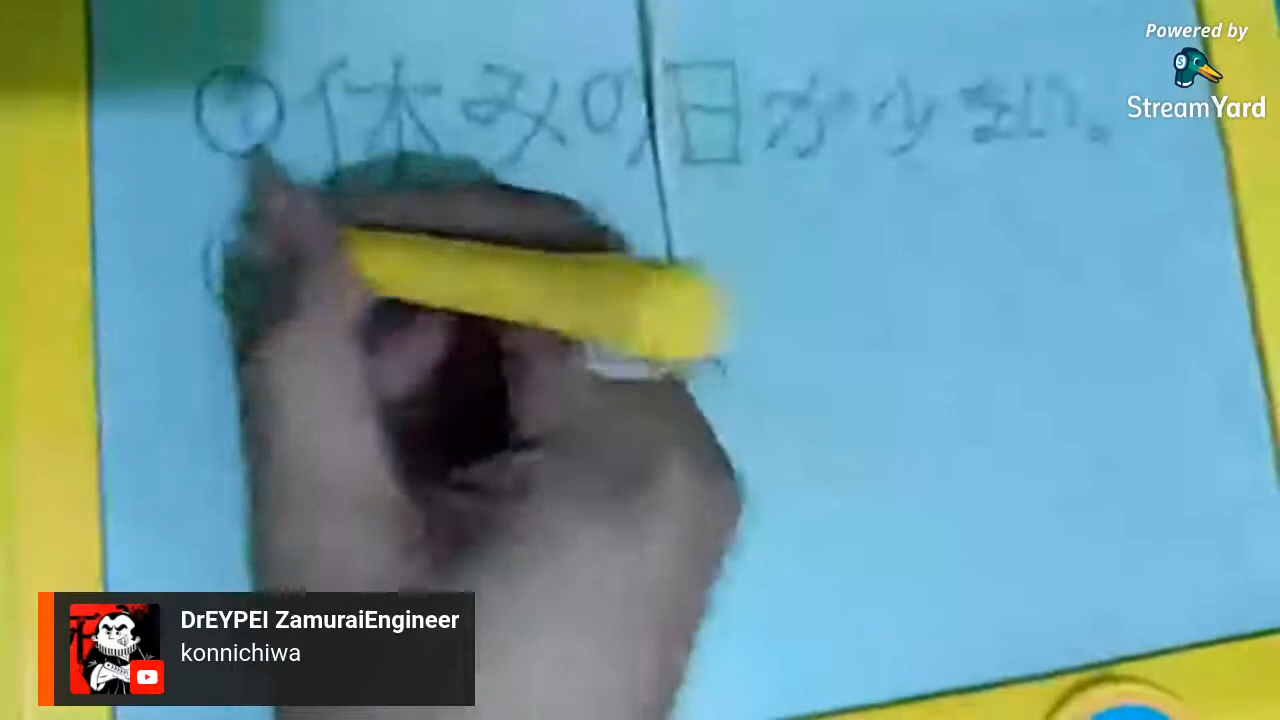 Powered by
StreamYard
休みの日が少ない。
DrEYPEI ZamuraiEngineer
konnichiwa